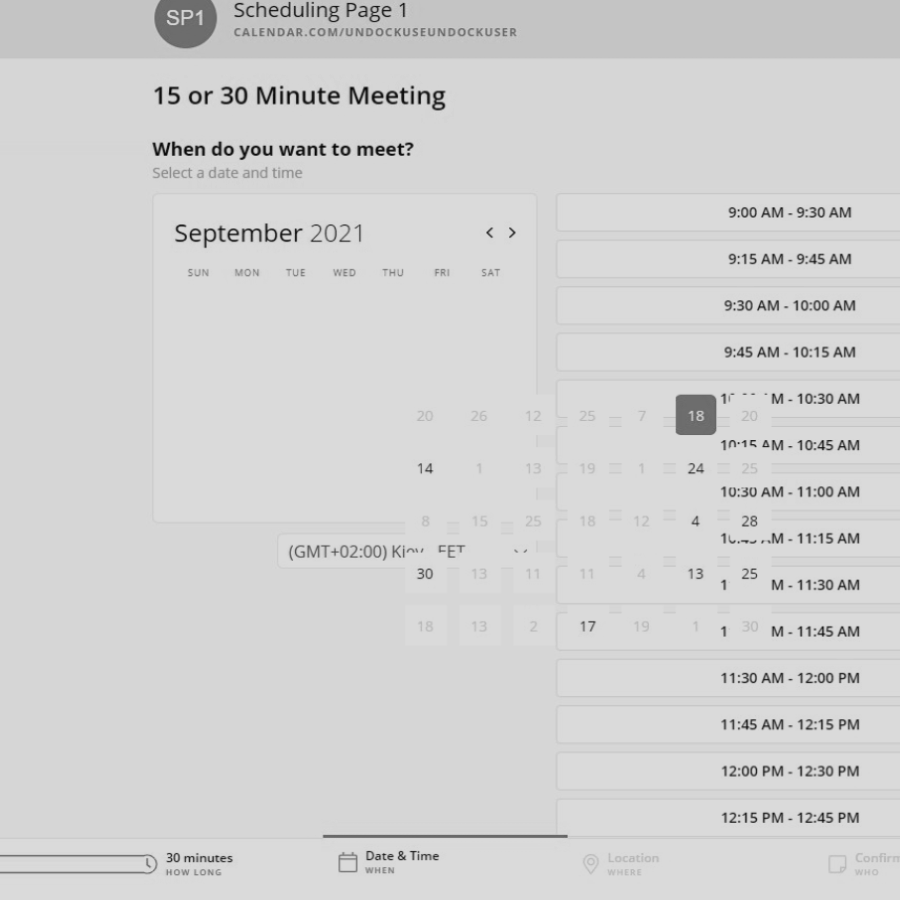 SP1
Scheduling Page 1
CALENDAR.COM/UNDOCKUSEUNDOCKUSER
15 or 30 Minute Meeting
When do you want to meet?
Select a date and time
September 2021
SUN MON TUE WED THU FRI SAT
9:00 AM - 9:30 AM
9:15 AM - 9:45 AM
9:30 AM - 10:00 AM
9:45 AM - 10:15 AM
M - 10:30 AM
20 26 12 25 7 18 20
10:15 AM - 10:45 AM
14 1 13 19 1 24 25
10:30 AM - 11:00 AM
8 15 25 18 12 4 28
M - 11:15 AM
(GMT+02:00) Kiev EET
30 13 11 11 4 13 25
M - 11:30 AM
18 13 2 17 19 1 30
M - 11:45 AM
11:30 AM - 12:00 PM
11:45 AM - 12:15 PM
12:00 PM - 12:30 PM
12:15 PM - 12:45 PM
30 minutes
HOW LONG
Date & Time
WHEN
Location
WHERE
Confirm
WHO